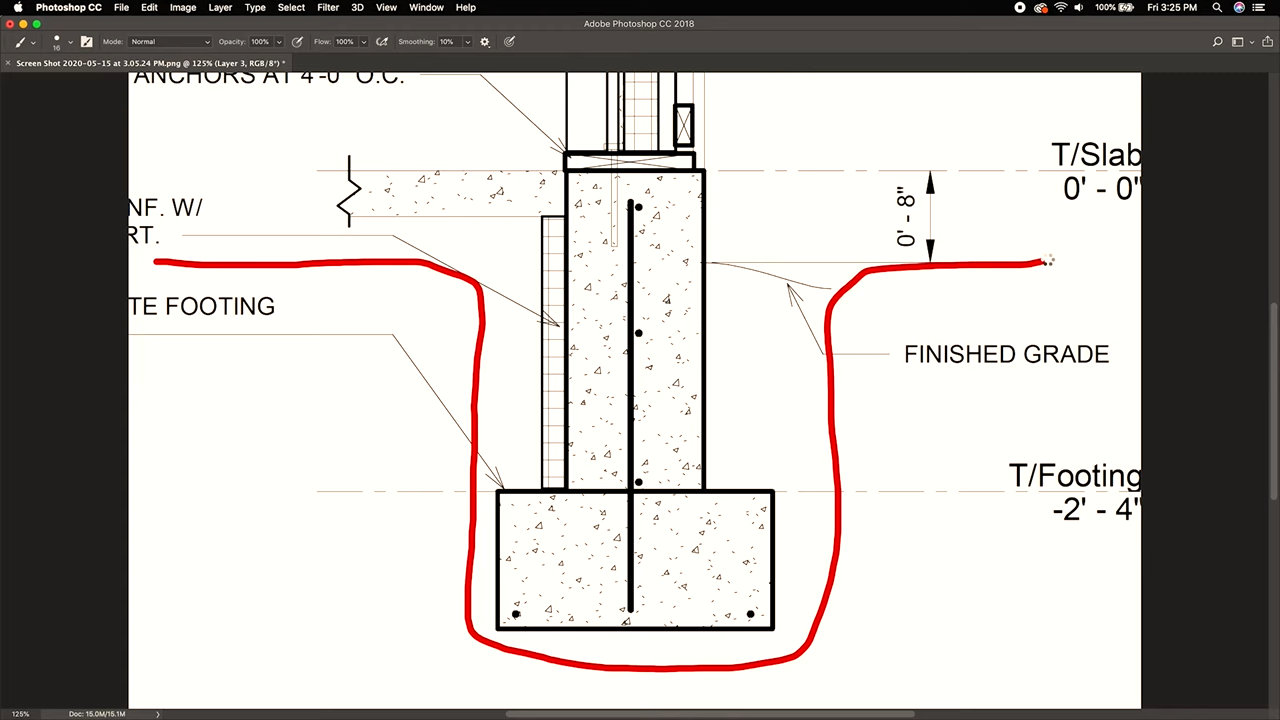 Photoshop CC File Edit Image Layer Type Select Filter 3D View Window Help 100% Fri 3:25 PM
Adobe Photoshop CC 2018
16 Mode: Normal Opacity: 100% Flow: 100% Smoothing: 10%
Screen Shot 2020-05-15 at 3.05.24 PM.png @ 125% (Layer 3, RGB/8*) *
ANCHORS AT 4'-0" O.C.
T/Slab
0' - 0"
0' - 8"
NF. W/
RT.
TE FOOTING
FINISHED GRADE
T/Footing
-2' - 4"
125% Doc: 15.0M/15.1M